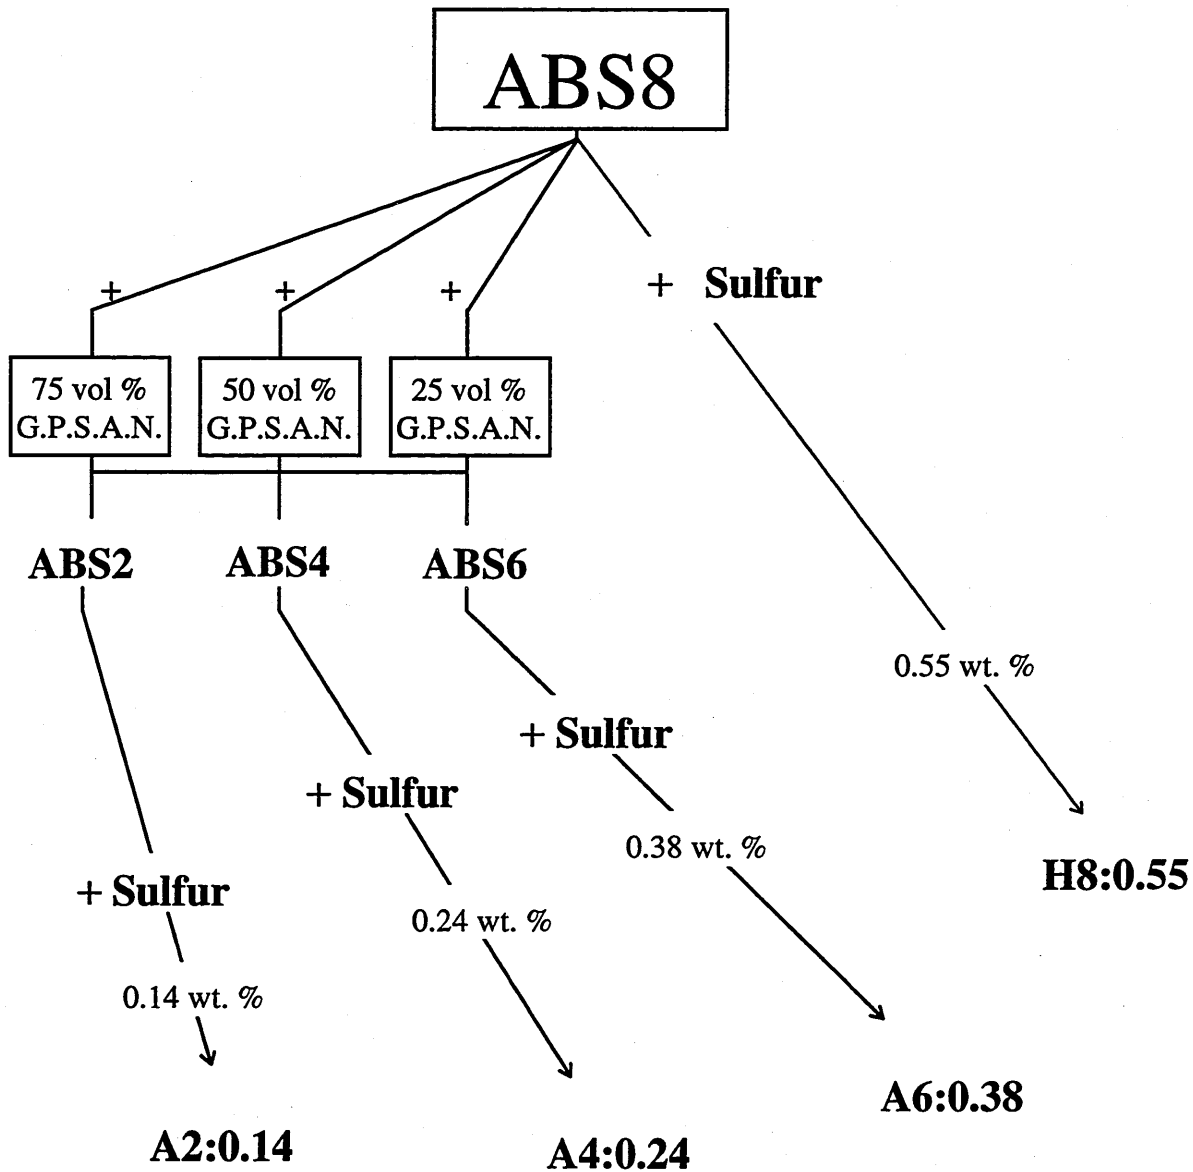 ABS8
+
+
+
+ Sulfur
75 vol %
G.P.S.A.N.
50 vol %
G.P.S.A.N.
25 vol %
G.P.S.A.N.
ABS2
ABS4
ABS6
0.55 wt. %
+ Sulfur
+ Sulfur
0.38 wt. %
H8:0.55
+ Sulfur
0.24 wt. %
0.14 wt. %
A6:0.38
A2:0.14
A4:0.24